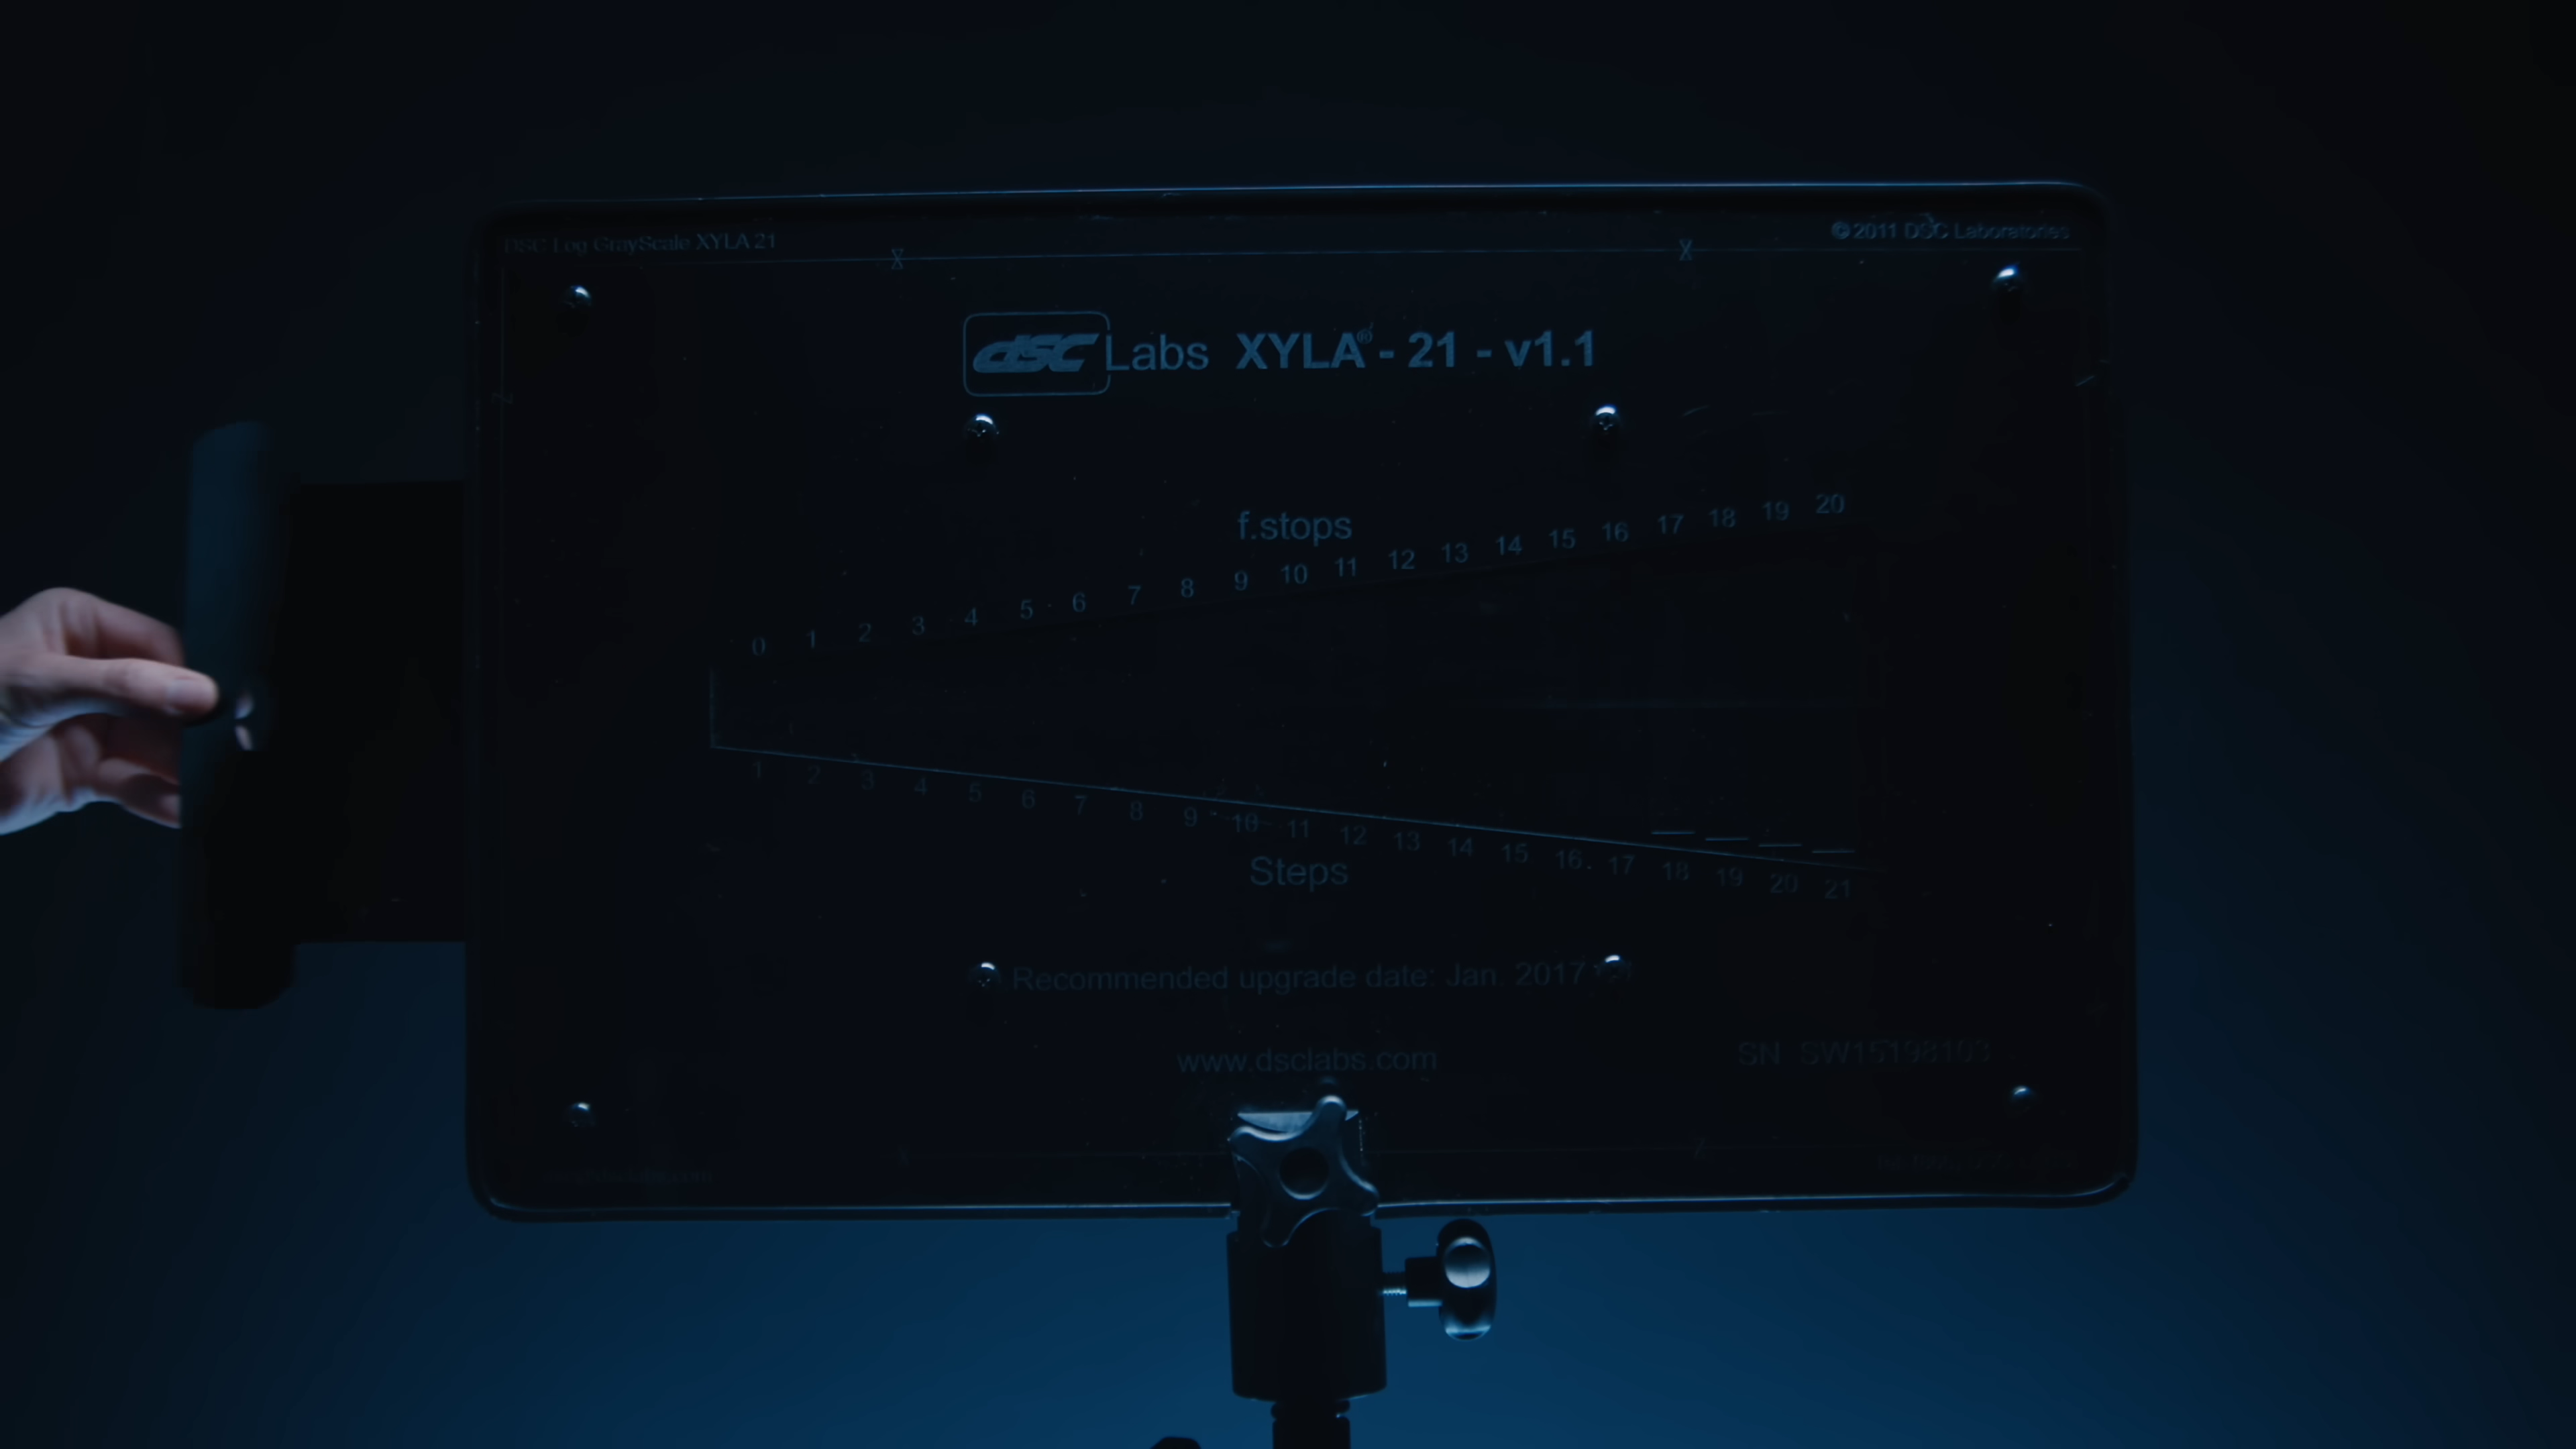 DSC Log GrayScale XYLA 21
© 2011 DSC Laboratories
dsc Labs XYLA® - 21 - v1.1
f.stops
0 1 2 3 4 5 6 7 8 9 10 11 12 13 14 15 16 17 18 19 20
1 2 3 4 5 6 7 8 9 10 11 12 13 14 15 16 17 18 19 20 21
Steps
Recommended upgrade date: Jan. 2017
www.dsclabs.com
SN SW15198103